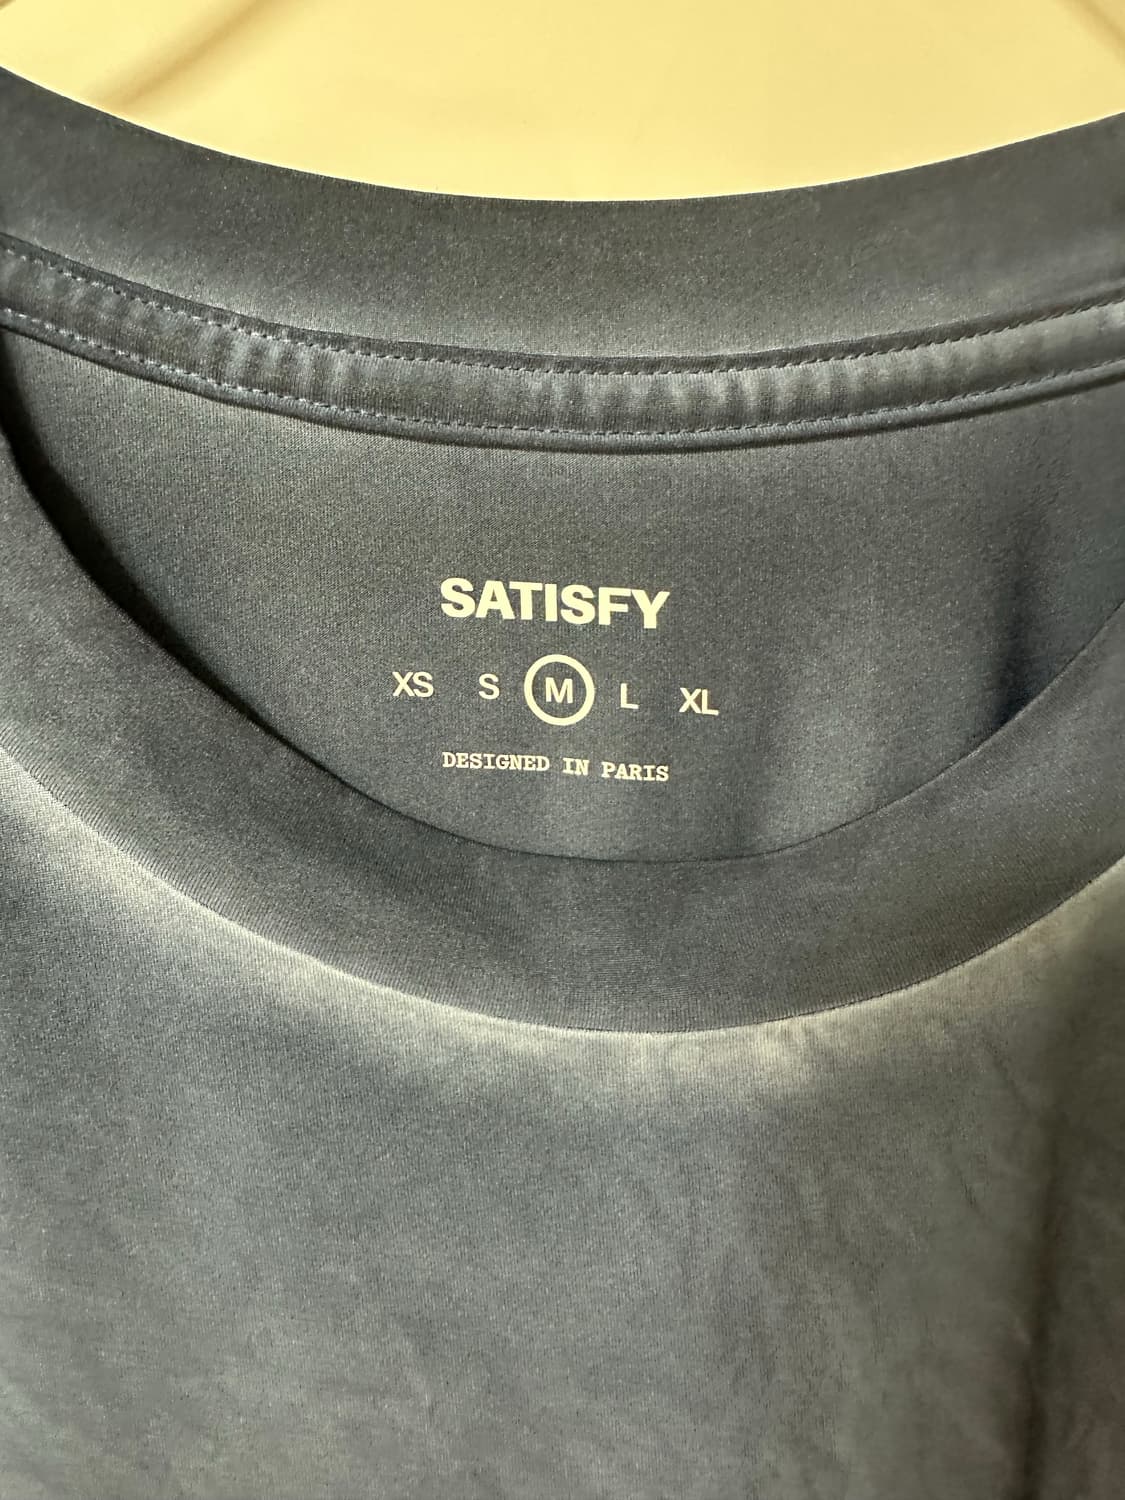 SATISFY
XS S M L XL
DESIGNED IN PARIS